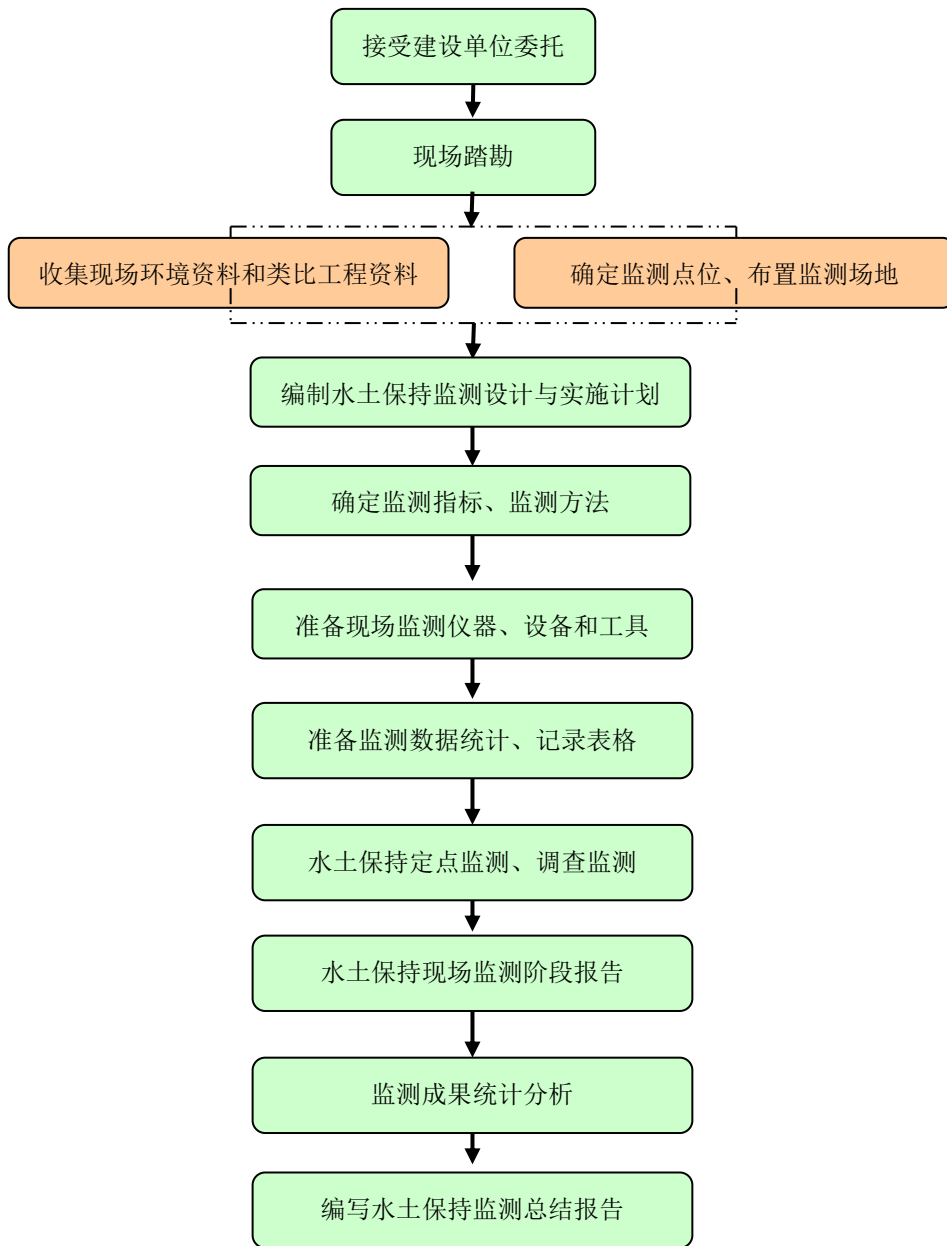 接受建设单位委托
现场踏勘
收集现场环境资料和类比工程资料
确定监测点位、布置监测场地
编制水土保持监测设计与实施计划
确定监测指标、监测方法
准备现场监测仪器、设备和工具
准备监测数据统计、记录表格
水土保持定点监测、调查监测
水土保持现场监测阶段报告
监测成果统计分析
编写水土保持监测总结报告